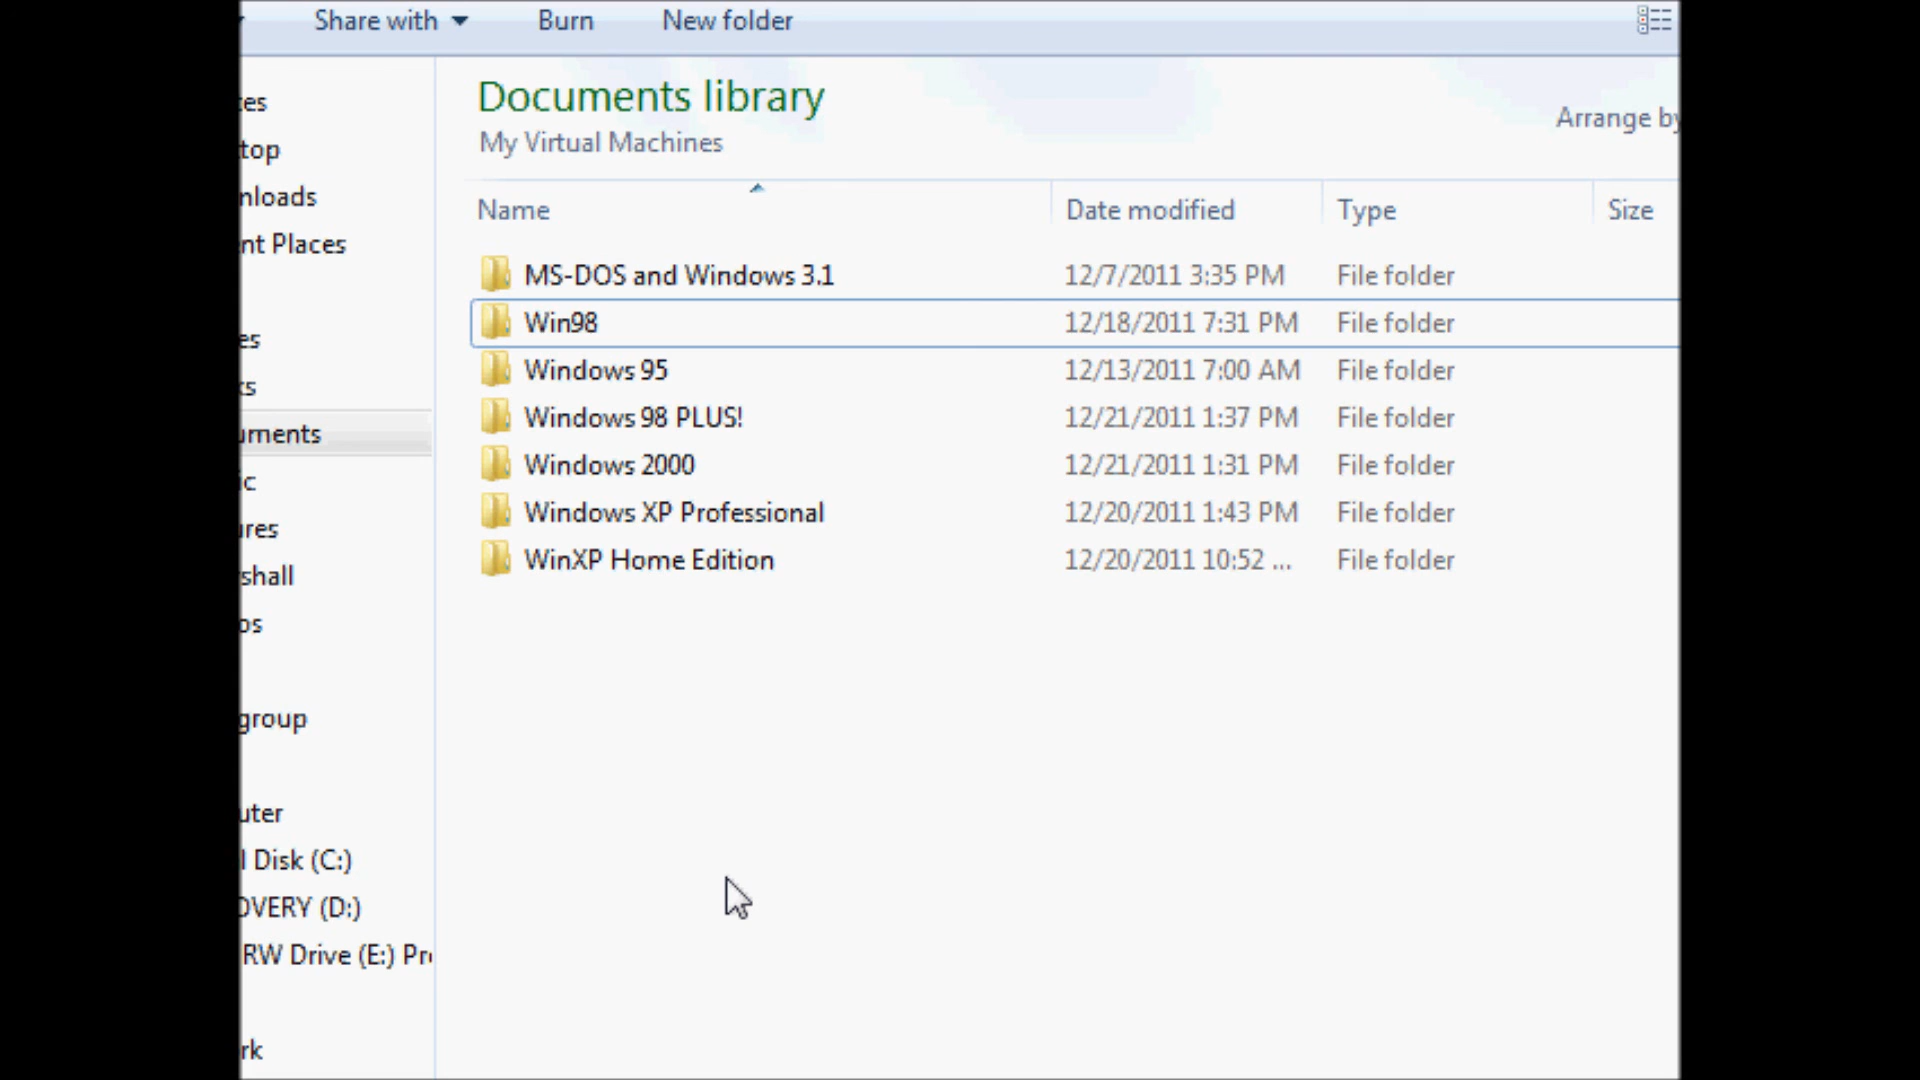 Share with Burn New folder
Documents library
My Virtual Machines
Arrange by
Name Date modified Type Size
MS-DOS and Windows 3.1 12/7/2011 3:35 PM File folder
Win98 12/18/2011 7:31 PM File folder
Windows 95 12/13/2011 7:00 AM File folder
Windows 98 PLUS! 12/21/2011 1:37 PM File folder
Windows 2000 12/21/2011 1:31 PM File folder
Windows XP Professional 12/20/2011 1:43 PM File folder
WinXP Home Edition 12/20/2011 10:52 ... File folder
tes
top
nloads
nt Places
es
ts
uments
ic
ures
shall
os
group
uter
l Disk (C:)
OVERY (D:)
RW Drive (E:) Pr
rk